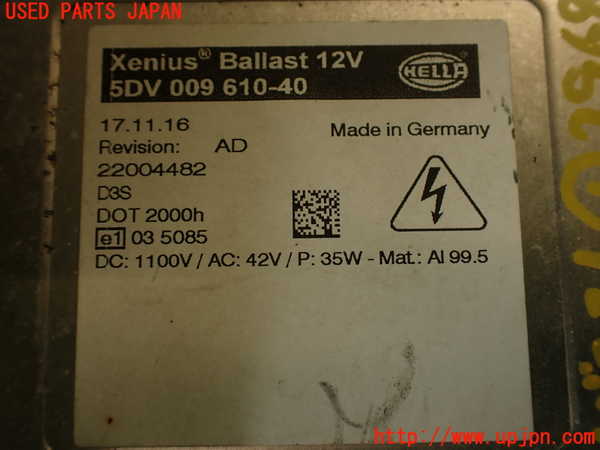 USED PARTS JAPAN
Xenius® Ballast 12V
5DV 009 610-40
HELLA
17.11.16
Made in Germany
Revision: AD
22004482
D3S
DOT 2000h
e1 03 5085
DC: 1100V / AC: 42V / P: 35W - Mat.: Al 99.5
http://www.upjpn.com